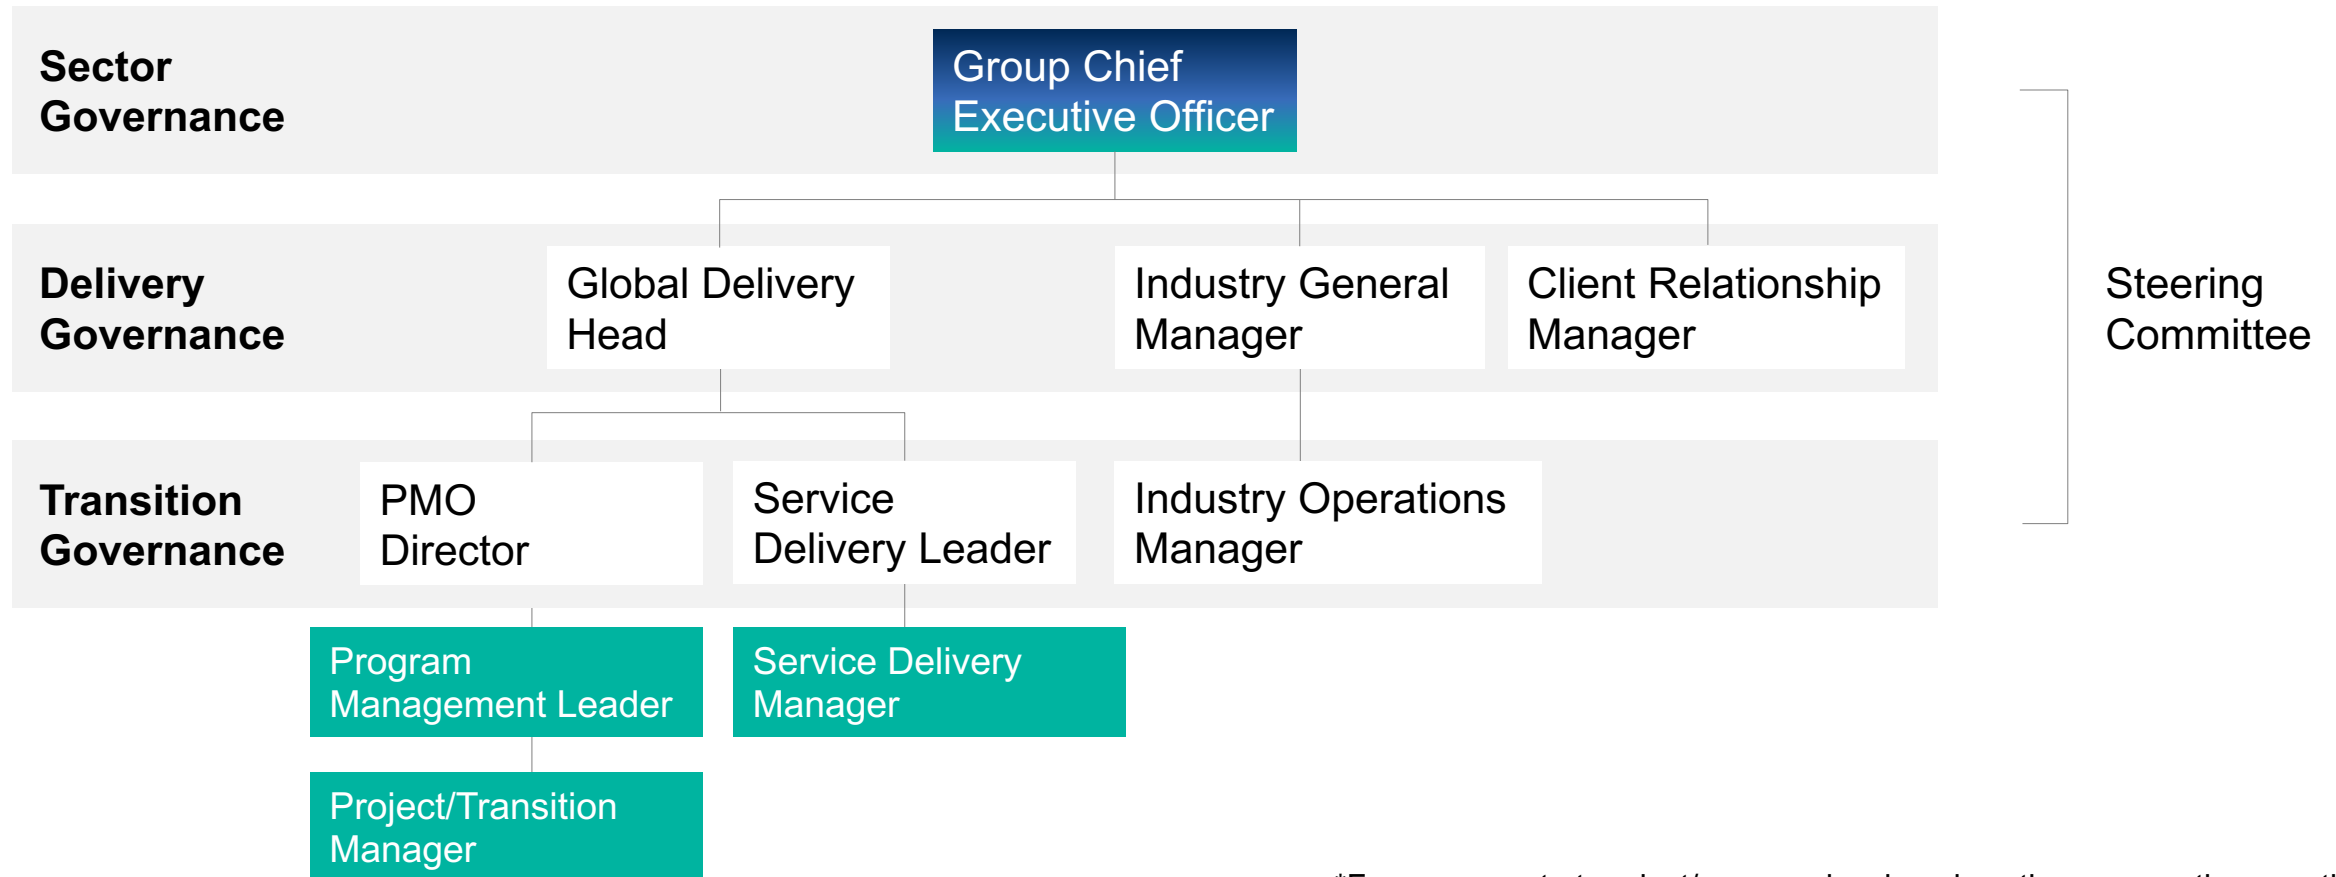 Sector
Governance
Group Chief
Executive Officer
Delivery
Governance
Global Delivery
Head
Industry General
Manager
Client Relationship
Manager
Steering
Committee
Transition
Governance
PMO
Director
Service
Delivery Leader
Industry Operations
Manager
Program
Management Leader
Service Delivery
Manager
Project/Transition
Manager